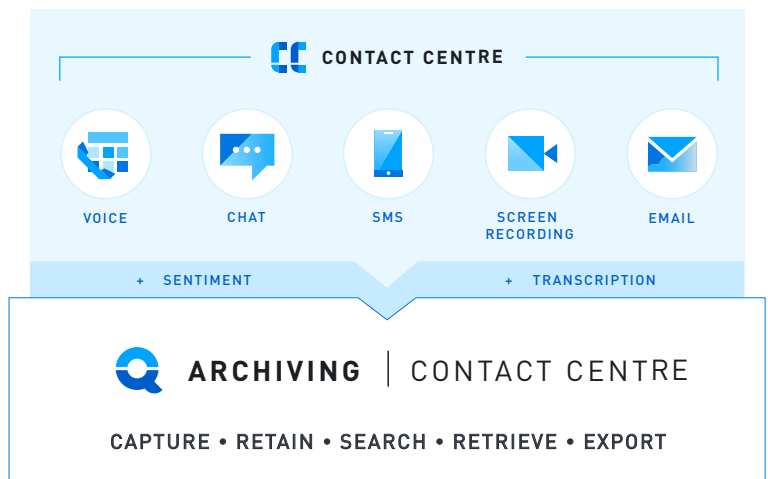 CONTACT CENTRE
VOICE
CHAT
SMS
SCREEN
RECORDING
EMAIL
+ SENTIMENT
+ TRANSCRIPTION
ARCHIVING | CONTACT CENTRE
CAPTURE • RETAIN • SEARCH • RETRIEVE • EXPORT